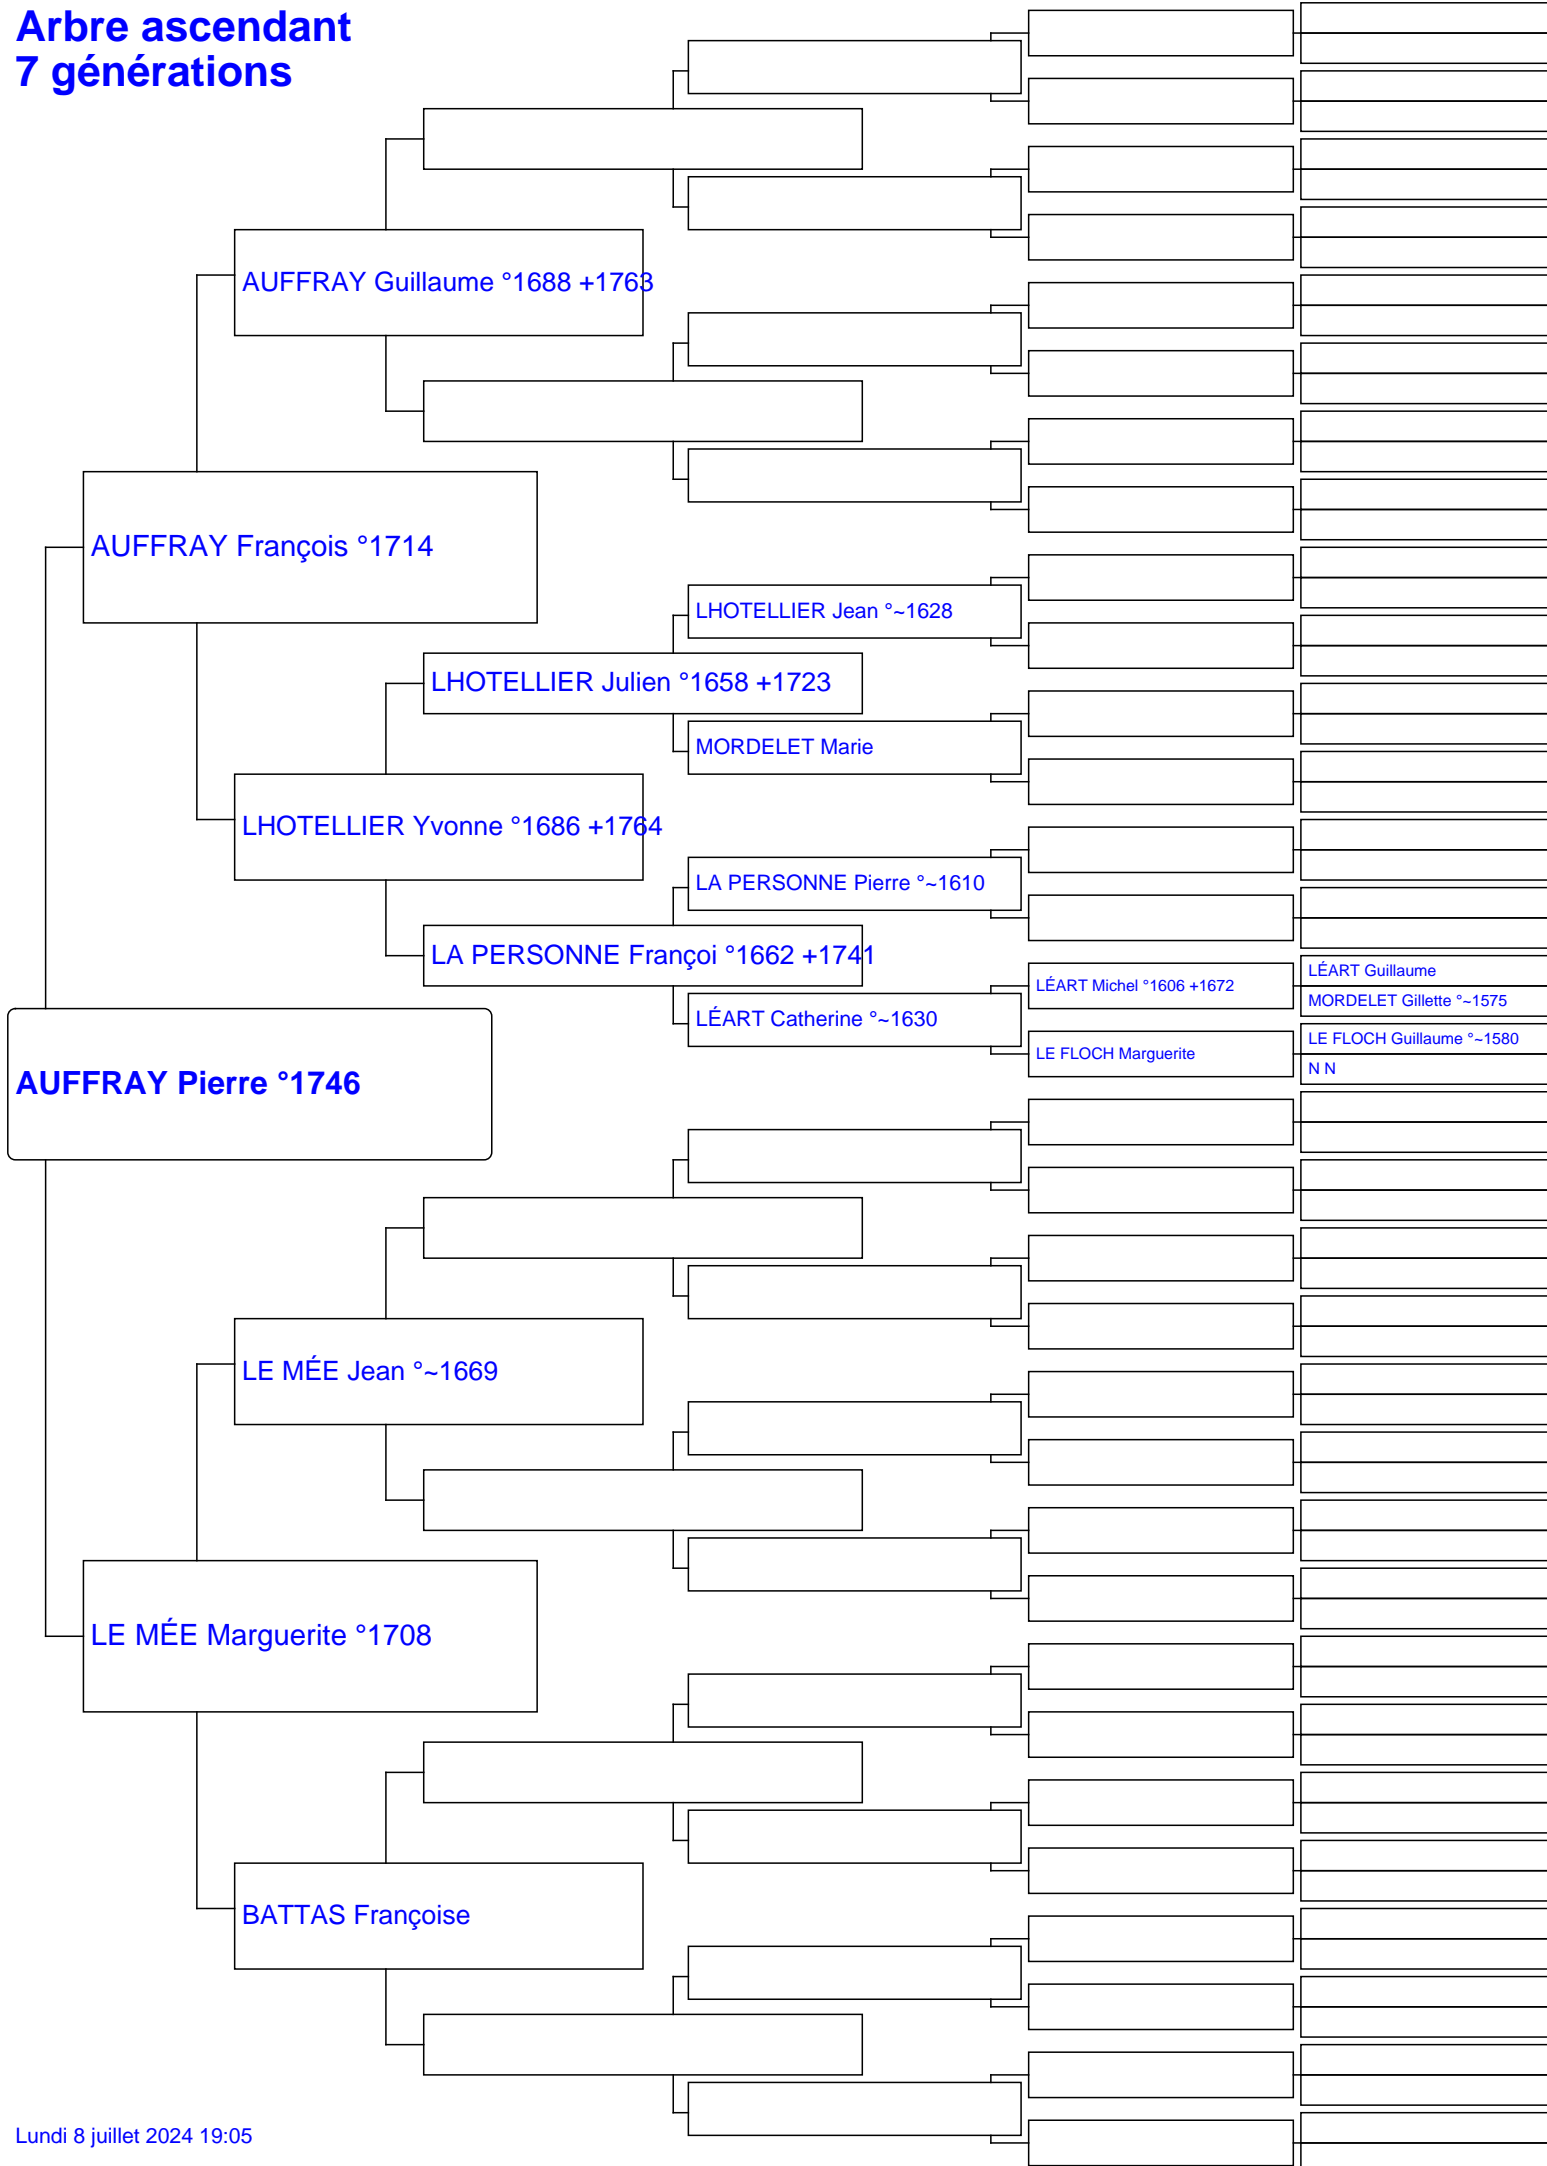 Arbre ascendant
7 générations
AUFFRAY Guillaume °1688 +1763
AUFFRAY François °1714
LHOTELLIER Jean °~1628
LHOTELLIER Julien °1658 +1723
MORDELET Marie
LHOTELLIER Yvonne °1686 +1764
LA PERSONNE Pierre °~1610
LA PERSONNE Françoi °1662 +1741
LÉART Guillaume
LÉART Michel °1606 +1672
MORDELET Gillette °~1575
LÉART Catherine °~1630
LE FLOCH Guillaume °~1580
LE FLOCH Marguerite
N N
AUFFRAY Pierre °1746
LE MÉE Jean °~1669
LE MÉE Marguerite °1708
BATTAS Françoise
Lundi 8 juillet 2024 19:05